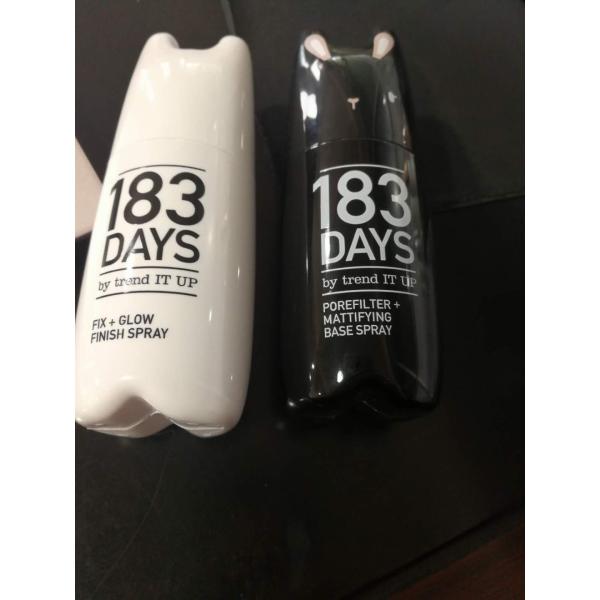 183
DAYS
by trend IT UP
FIX + GLOW
FINISH SPRAY
183
DAYS
by trend IT UP
POREFILTER +
MATTIFYING
BASE SPRAY